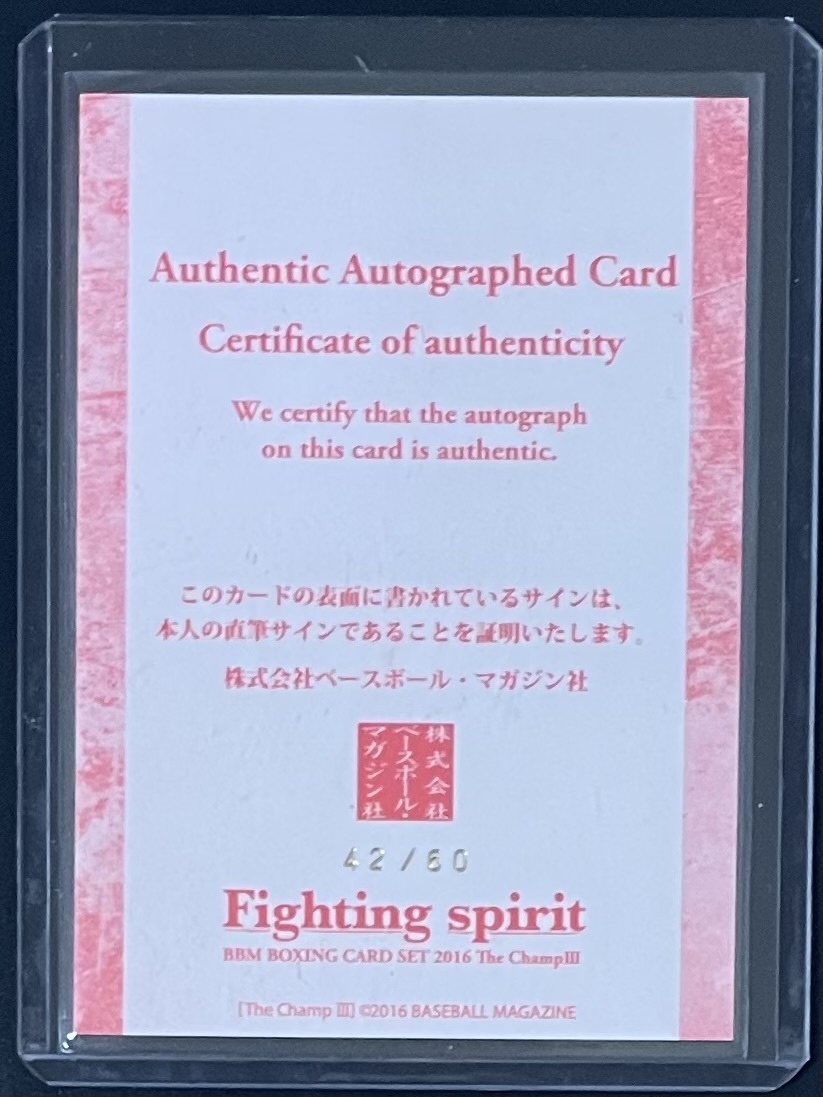 Authentic Autographed Card
Certificate of authenticity
We certify that the autograph
on this card is authentic.
このカードの表面に書かれているサインは、
本人の直筆サインであることを証明いたします。
株式会社ベースボール・マガジン社
株式会社
ベースボール・
マガジン社
42/60
Fighting spirit
BBM BOXING CARD SET 2016 The ChampⅢ
[The Champ Ⅲ] ©2016 BASEBALL MAGAZINE